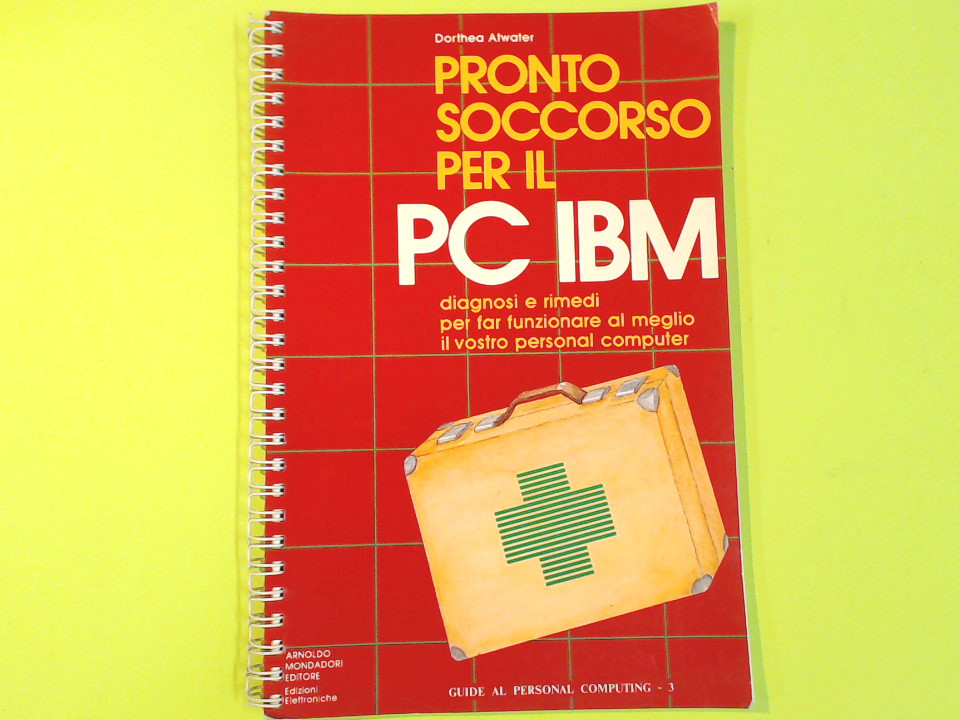 Dorthea Atwater
PRONTO
SOCCORSO
PER IL
PC IBM
diagnosi e rimedi
per far funzionare al meglio
il vostro personal computer
ARNOLDO
MONDADORI
EDITORE
Edizioni
Elettroniche
GUIDE AL PERSONAL COMPUTING - 3